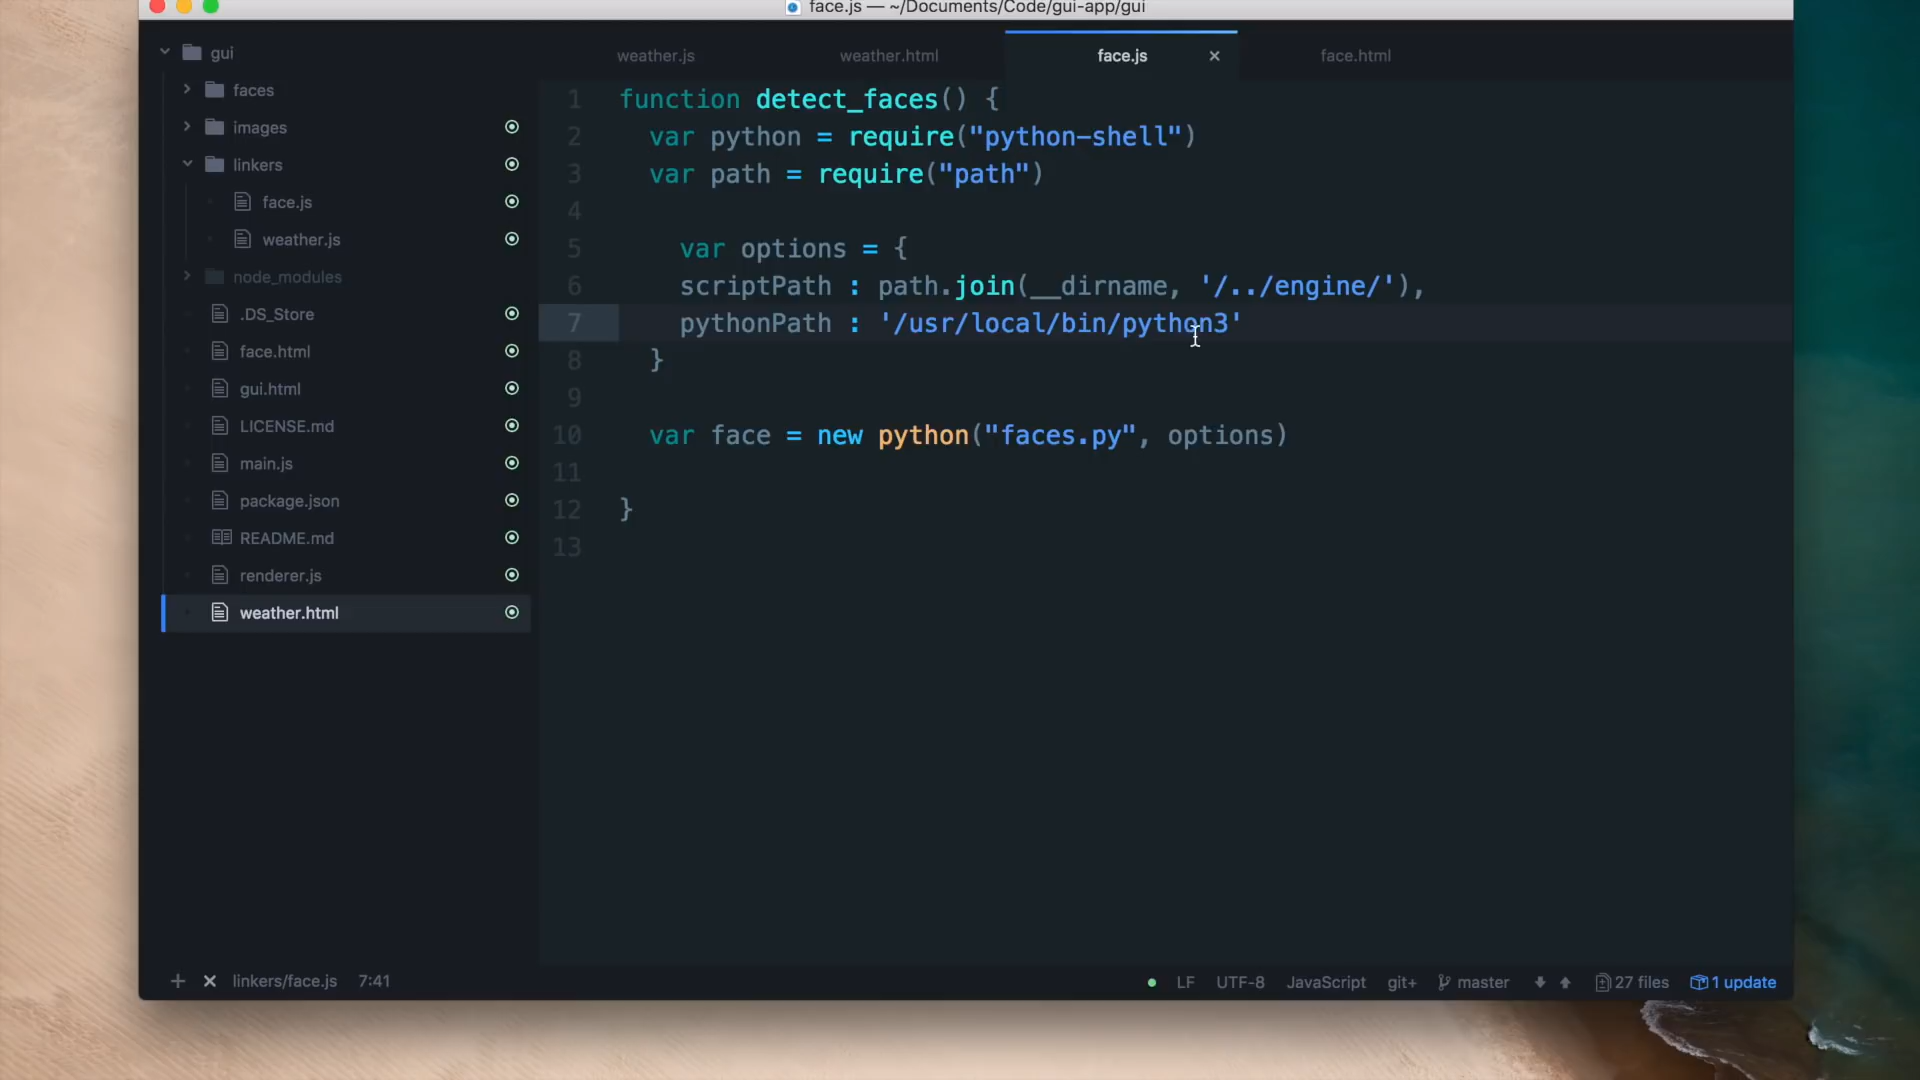 face.js — ~/Documents/Code/gui-app/gui
gui
faces
images
linkers
face.js
weather.js
node_modules
.DS_Store
face.html
gui.html
LICENSE.md
main.js
package.json
README.md
renderer.js
weather.html
weather.js
weather.html
face.js
face.html
1 function detect_faces() {
2 var python = require("python-shell")
3 var path = require("path")
4
5 var options = {
6 scriptPath : path.join(__dirname, '/../engine/'),
7 pythonPath : '/usr/local/bin/python3'
8 }
9
10 var face = new python("faces.py", options)
11
12 }
13
linkers/face.js 7:41
LF UTF-8 JavaScript git+ master 27 files 1 update